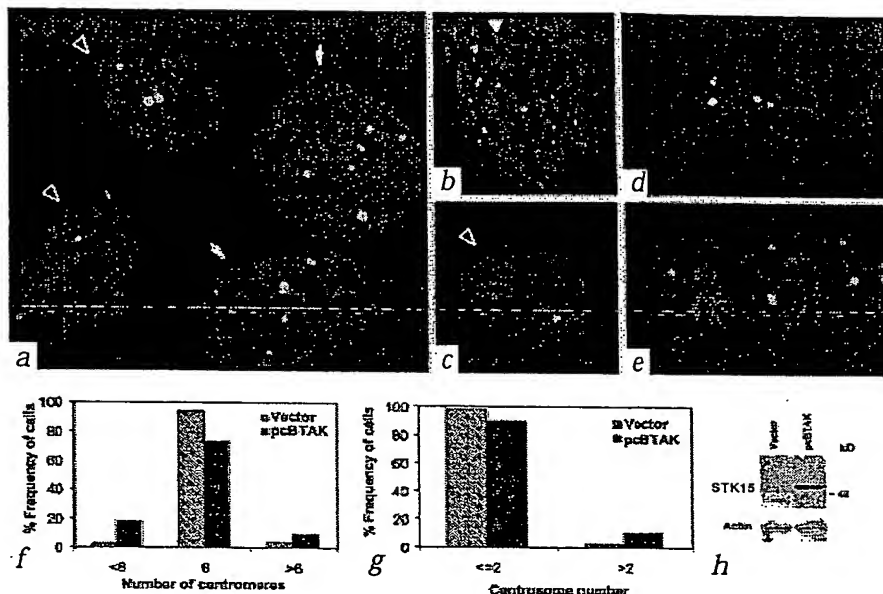 a
b
c
d
e
% Frequency of cells
100
80
60
40
20
0
Vector
pcBTAK
6
>6
Number of centromeres
f
% Frequency of cells
100
80
60
40
20
0
Vector
pcBTAK
<=2
>2
Centrosome number
g
Vector
pcBTAK
kD
STK15
Actin
h